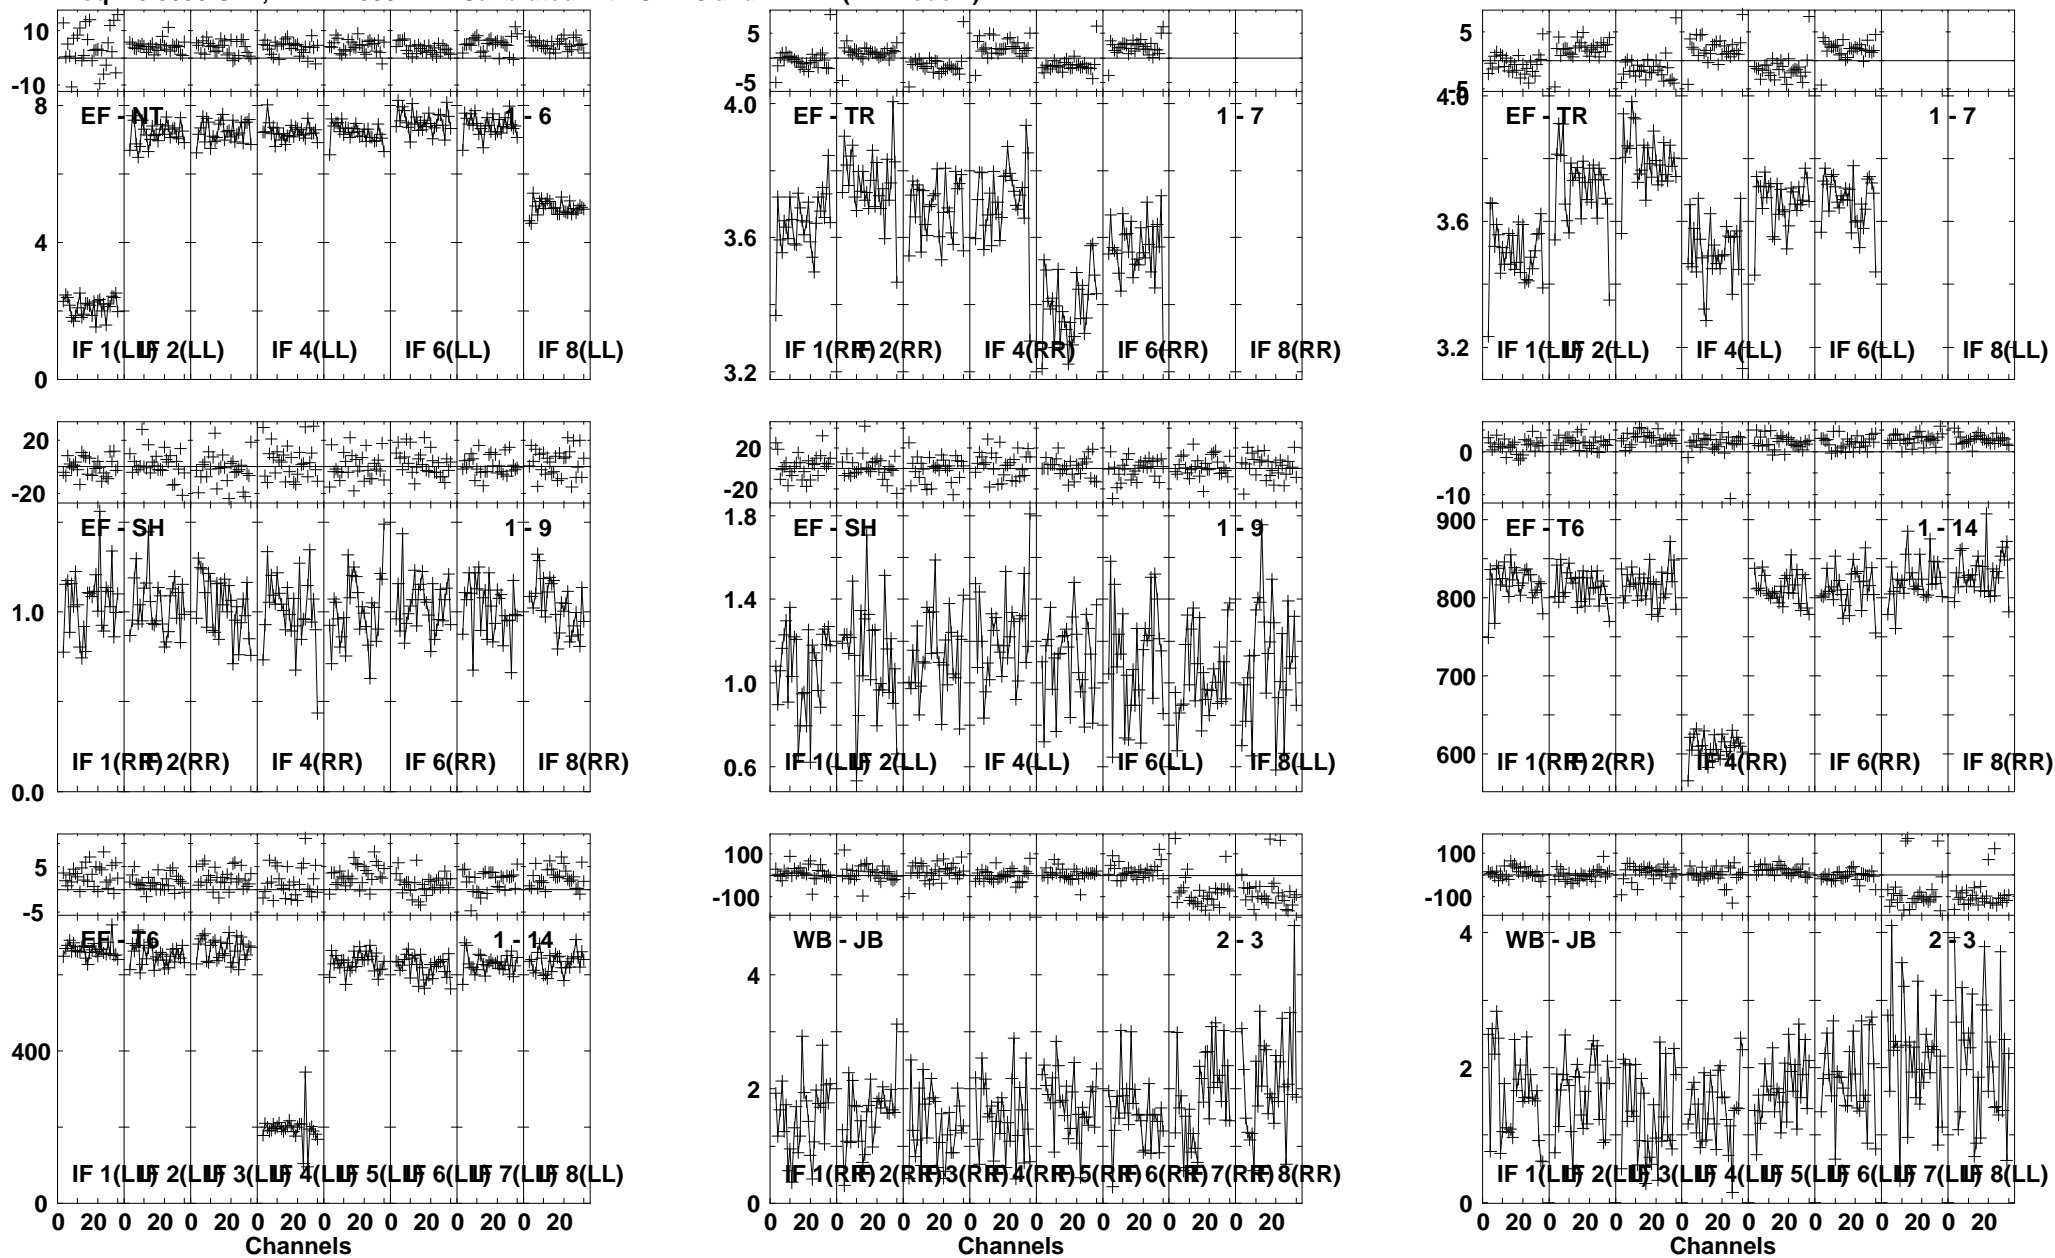 10
-10
8
4
0
EF - NT
1 - 6
IF 1(LL) IF 2(LL) IF 4(LL) IF 6(LL) IF 8(LL)
5
-5
4.0
3.6
3.2
EF - TR
1 - 7
IF 1(RR) IF 2(RR) IF 4(RR) IF 6(RR) IF 8(RR)
5
-5
4.0
3.6
3.2
EF - TR
1 - 7
IF 1(LL) IF 2(LL) IF 4(LL) IF 6(LL) IF 8(LL)
20
-20
1.0
0.0
EF - SH
1 - 9
IF 1(RR) IF 2(RR) IF 4(RR) IF 6(RR) IF 8(RR)
20
-20
1.8
1.4
1.0
0.6
EF - SH
1 - 9
IF 1(LL) IF 2(LL) IF 4(LL) IF 6(LL) IF 8(LL)
0
-10
900
800
700
600
EF - T6
1 - 14
IF 1(RR) IF 2(RR) IF 4(RR) IF 6(RR) IF 8(RR)
5
-5
400
0
EF - T6
1 - 14
IF 1(LL) IF 2(LL) IF 3(LL) IF 4(LL) IF 5(LL) IF 6(LL) IF 7(LL) IF 8(LL)
0 20 0 20 0 20 0 20 0 20 0 20 0 20 0 20
Channels
100
-100
4
2
0
WB - JB
2 - 3
IF 1(RR) IF 2(RR) IF 3(RR) IF 4(RR) IF 5(RR) IF 6(RR) IF 7(RR) IF 8(RR)
0 20 0 20 0 20 0 20 0 20 0 20 0 20 0 20
Channels
100
-100
4
2
0
WB - JB
2 - 3
IF 1(LL) IF 2(LL) IF 3(LL) IF 4(LL) IF 5(LL) IF 6(LL) IF 7(LL) IF 8(LL)
0 20 0 20 0 20 0 20 0 20 0 20 0 20 0 20
Channels